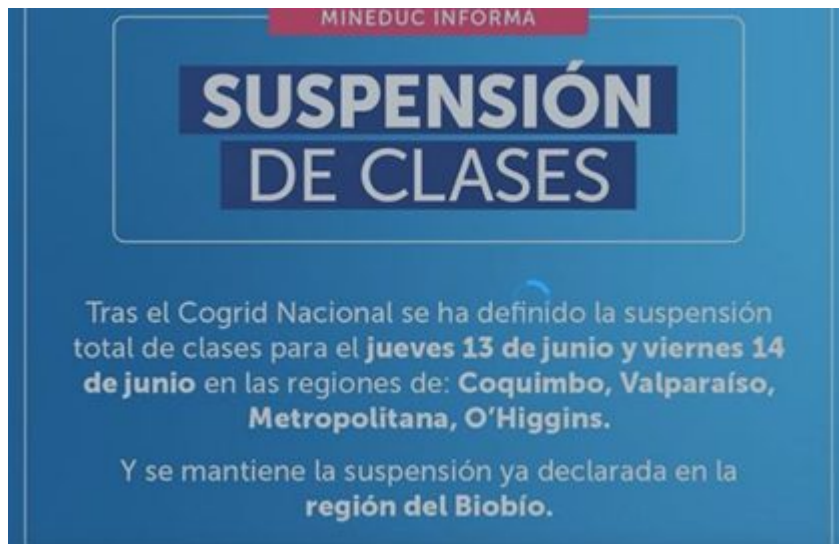 MINEDUC INFORMA
SUSPENSIÓN
DE CLASES
Tras el Cogrid Nacional se ha definido la suspensión
total de clases para el jueves 13 de junio y viernes 14
de junio en las regiones de: Coquimbo, Valparaíso,
Metropolitana, O'Higgins.
Y se mantiene la suspensión ya declarada en la
región del Biobío.